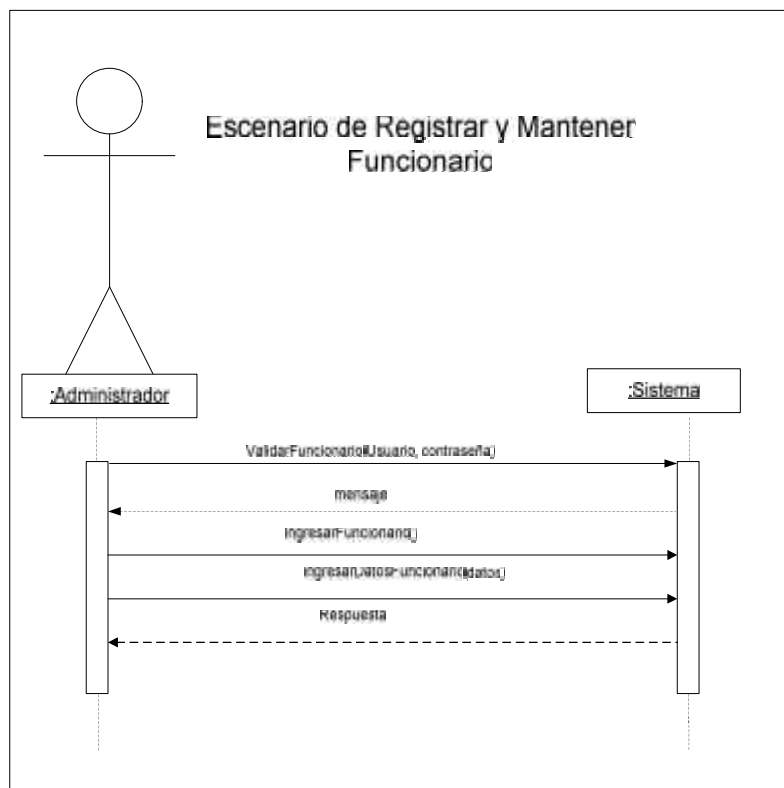 Escenario de Registrar y Mantener
Funcionario
:Administrador
:Sistema
ValidarFuncionario(Usuario, contraseña)
mensaje
IngresarFuncionario()
IngresarDatosFuncionario(datos)
Respuesta